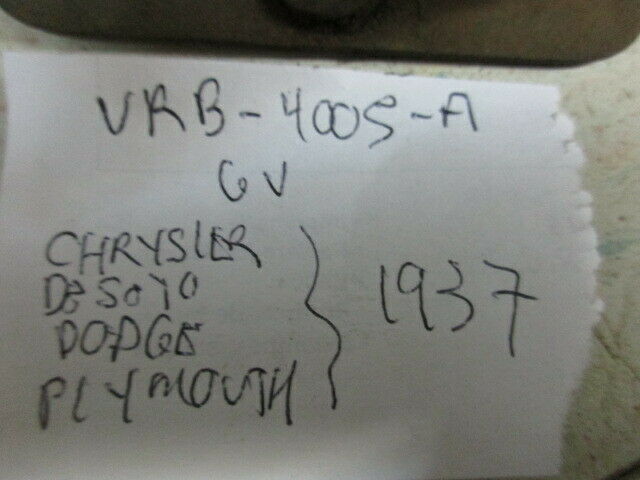 VRB-4005-A
6V
CHRYSLER
DESOTO
DODGE
PLYMOUTH
1937